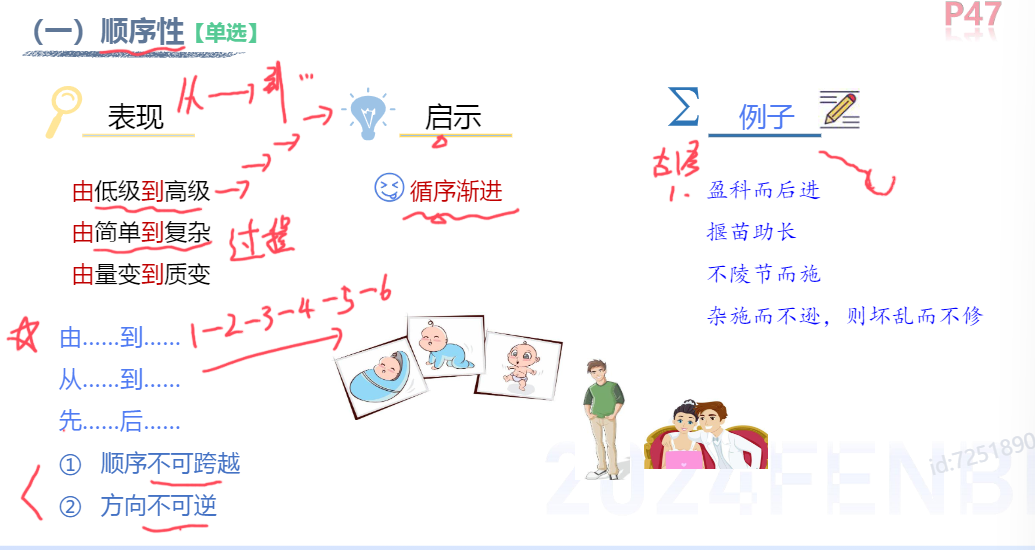 （一）顺序性【单选】
P47
表现
从→到…
启示
例子
由低级到高级
由简单到复杂
过程
由量变到质变
循序渐进
古语
1.
盈科而后进
揠苗助长
不陵节而施
杂施而不逊，则坏乱而不修
由……到……
1-2-3-4-5-6
从……到……
先……后……
① 顺序不可跨越
② 方向不可逆
id:7251890
2024FENBI